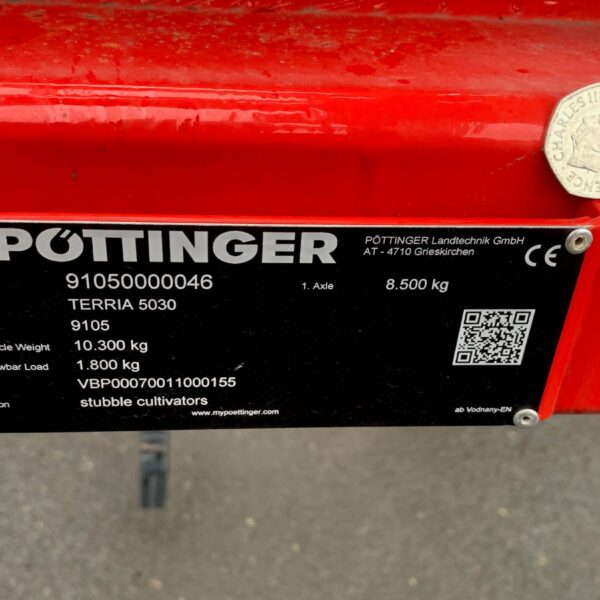 PÖTTINGER
PÖTTINGER Landtechnik GmbH
AT - 4710 Grieskirchen
CE
91050000046
1. Axle 8.500 kg
TERRIA 5030
9105
cle Weight 10.300 kg
wbar Load 1.800 kg
VBP00070011000155
on stubble cultivators
www.mypoettinger.com
ab Vodnany-EN
CHARLES III
ENCE